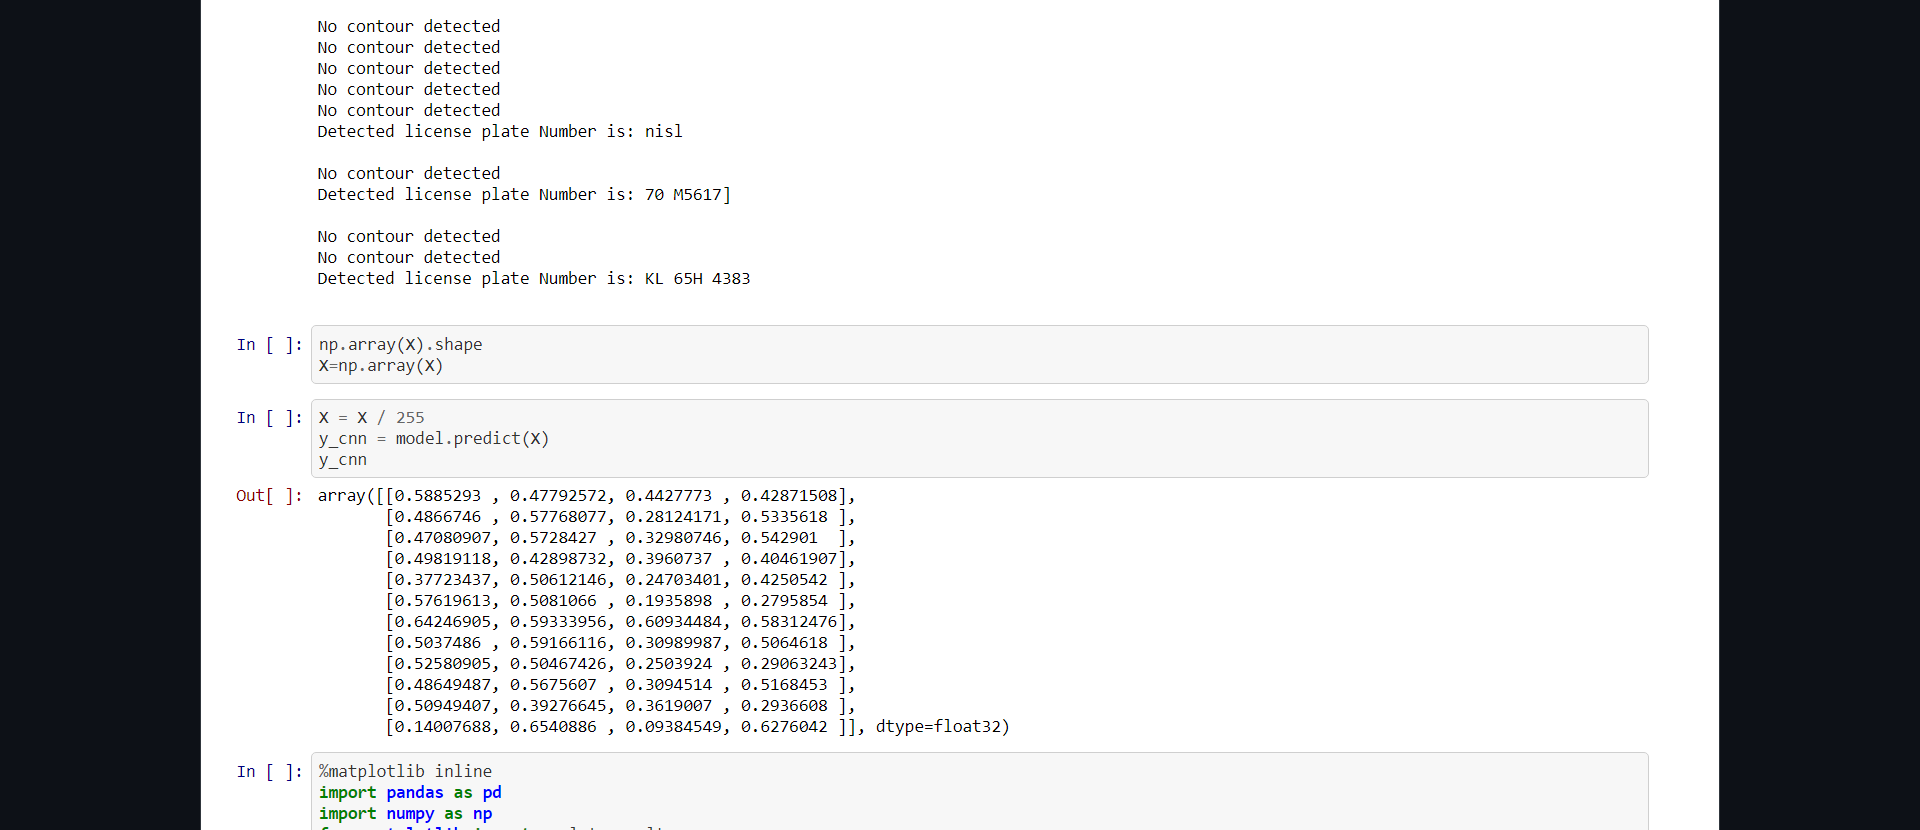 No contour detected
No contour detected
No contour detected
No contour detected
No contour detected
Detected license plate Number is: nisl
No contour detected
Detected license plate Number is: 70 M5617]
No contour detected
No contour detected
Detected license plate Number is: KL 65H 4383
In [ ]: np.array(X).shape
X=np.array(X)
In [ ]: X = X / 255
y_cnn = model.predict(X)
y_cnn
Out[ ]: array([[0.5885293 , 0.47792572, 0.4427773 , 0.42871508],
[0.4866746 , 0.57768077, 0.28124171, 0.5335618 ],
[0.47080907, 0.5728427 , 0.32980746, 0.542901  ],
[0.49819118, 0.42898732, 0.3960737 , 0.40461907],
[0.37723437, 0.50612146, 0.24703401, 0.4250542 ],
[0.57619613, 0.5081066 , 0.1935898 , 0.2795854 ],
[0.64246905, 0.59333956, 0.60934484, 0.58312476],
[0.5037486 , 0.59166116, 0.30989987, 0.5064618 ],
[0.52580905, 0.50467426, 0.2503924 , 0.29063243],
[0.48649487, 0.5675607 , 0.3094514 , 0.5168453 ],
[0.50949407, 0.39276645, 0.3619007 , 0.2936608 ],
[0.14007688, 0.6540886 , 0.09384549, 0.6276042 ]], dtype=float32)
In [ ]: %matplotlib inline
import pandas as pd
import numpy as np